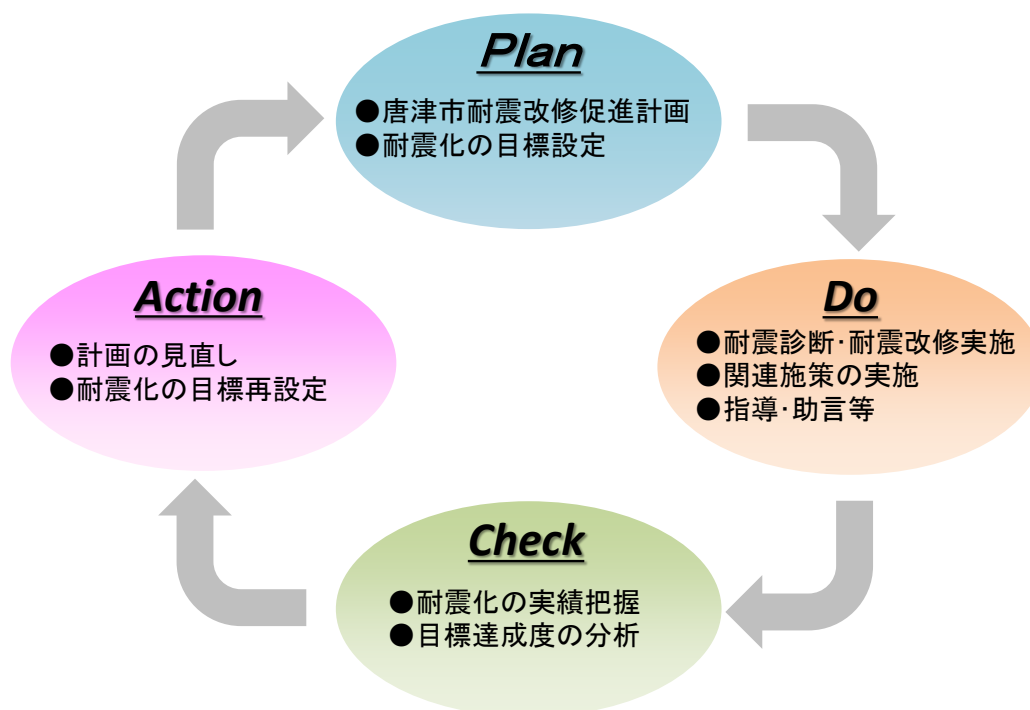 Plan
●唐津市耐震改修促進計画
●耐震化の目標設定
Do
●耐震診断･耐震改修実施
●関連施策の実施
●指導･助言等
Check
●耐震化の実績把握
●目標達成度の分析
Action
●計画の見直し
●耐震化の目標再設定